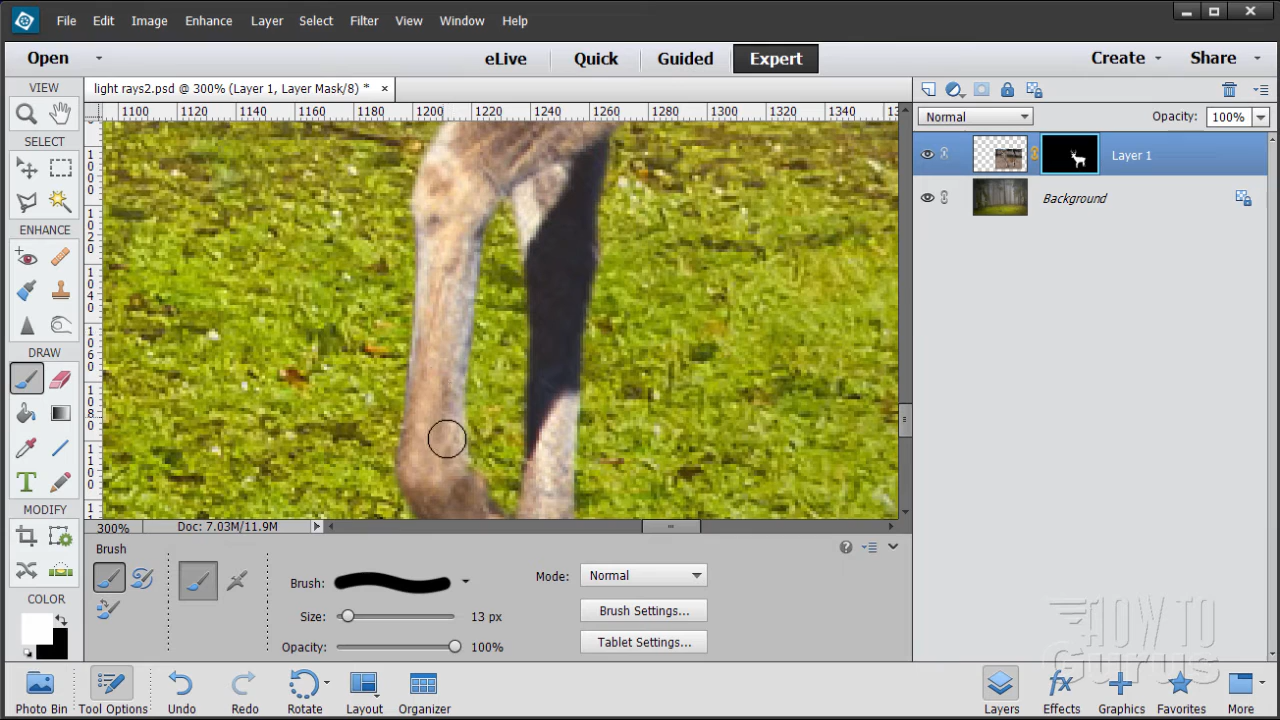 File Edit Image Enhance Layer Select Filter View Window Help
Open eLive Quick Guided Expert Create Share
VIEW light rays2.psd @ 300% (Layer 1, Layer Mask/8) * ×
1100 1120 1140 1160 1180 1200 1220 1240 1260 1280 1300 1320 1340
Normal Opacity: 100%
SELECT
Layer 1
Background
ENHANCE
DRAW
MODIFY
300% Doc: 7.03M/11.9M
Brush
Brush: Mode: Normal
COLOR
Size: 13 px Brush Settings...
Opacity: 100% Tablet Settings...
HOW TO
Gurus
Photo Bin Tool Options Undo Redo Rotate Layout Organizer Layers Effects Graphics Favorites More